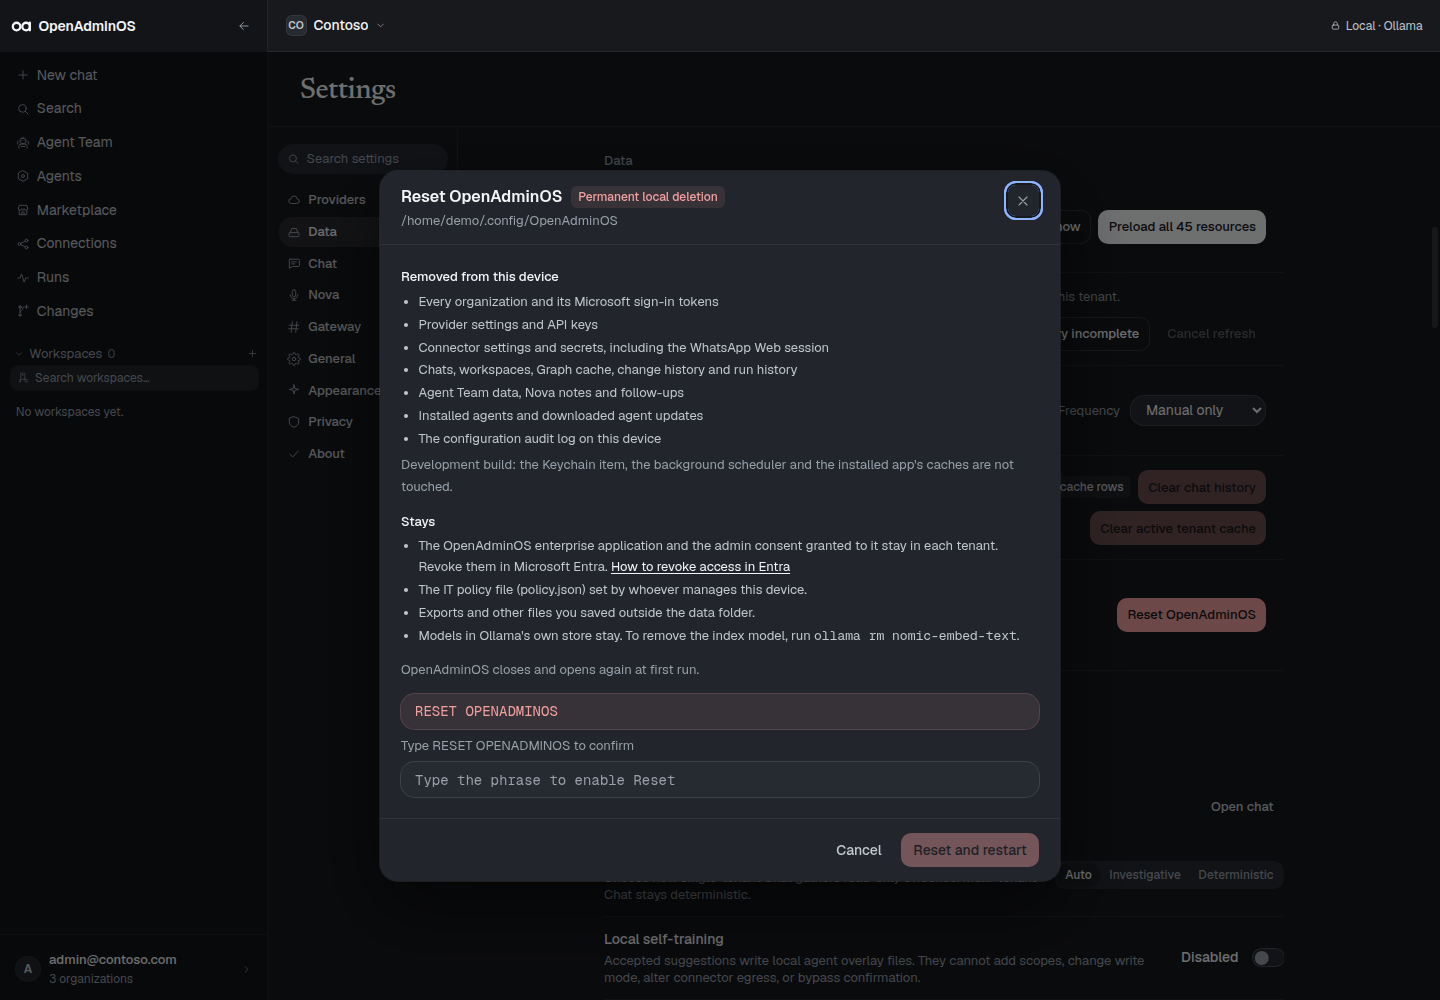 OpenAdminOS
CO Contoso
Local · Ollama
New chat
Search
Agent Team
Agents
Marketplace
Connections
Runs
Changes
Workspaces 0
Search workspaces...
No workspaces yet.
admin@contoso.com
A
3 organizations
Settings
Search settings
Providers
Data
Chat
Nova
Gateway
General
Appearance
Privacy
About
Data
now
Preload all 45 resources
his tenant.
y incomplete
Cancel refresh
Frequency
Manual only
cache rows
Clear chat history
Clear active tenant cache
Reset OpenAdminOS
Open chat
Auto
Investigative
Deterministic
Chat stays deterministic.
Local self-training
Accepted suggestions write local agent overlay files. They cannot add scopes, change write
mode, alter connector egress, or bypass confirmation.
Disabled
Reset OpenAdminOS Permanent local deletion
/home/demo/.config/OpenAdminOS
Removed from this device
• Every organization and its Microsoft sign-in tokens
• Provider settings and API keys
• Connector settings and secrets, including the WhatsApp Web session
• Chats, workspaces, Graph cache, change history and run history
• Agent Team data, Nova notes and follow-ups
• Installed agents and downloaded agent updates
• The configuration audit log on this device
Development build: the Keychain item, the background scheduler and the installed app's caches are not
touched.
Stays
• The OpenAdminOS enterprise application and the admin consent granted to it stay in each tenant.
Revoke them in Microsoft Entra. How to revoke access in Entra
• The IT policy file (policy.json) set by whoever manages this device.
• Exports and other files you saved outside the data folder.
• Models in Ollama's own store stay. To remove the index model, run ollama rm nomic-embed-text.
OpenAdminOS closes and opens again at first run.
RESET OPENADMINOS
Type RESET OPENADMINOS to confirm
Type the phrase to enable Reset
Cancel
Reset and restart